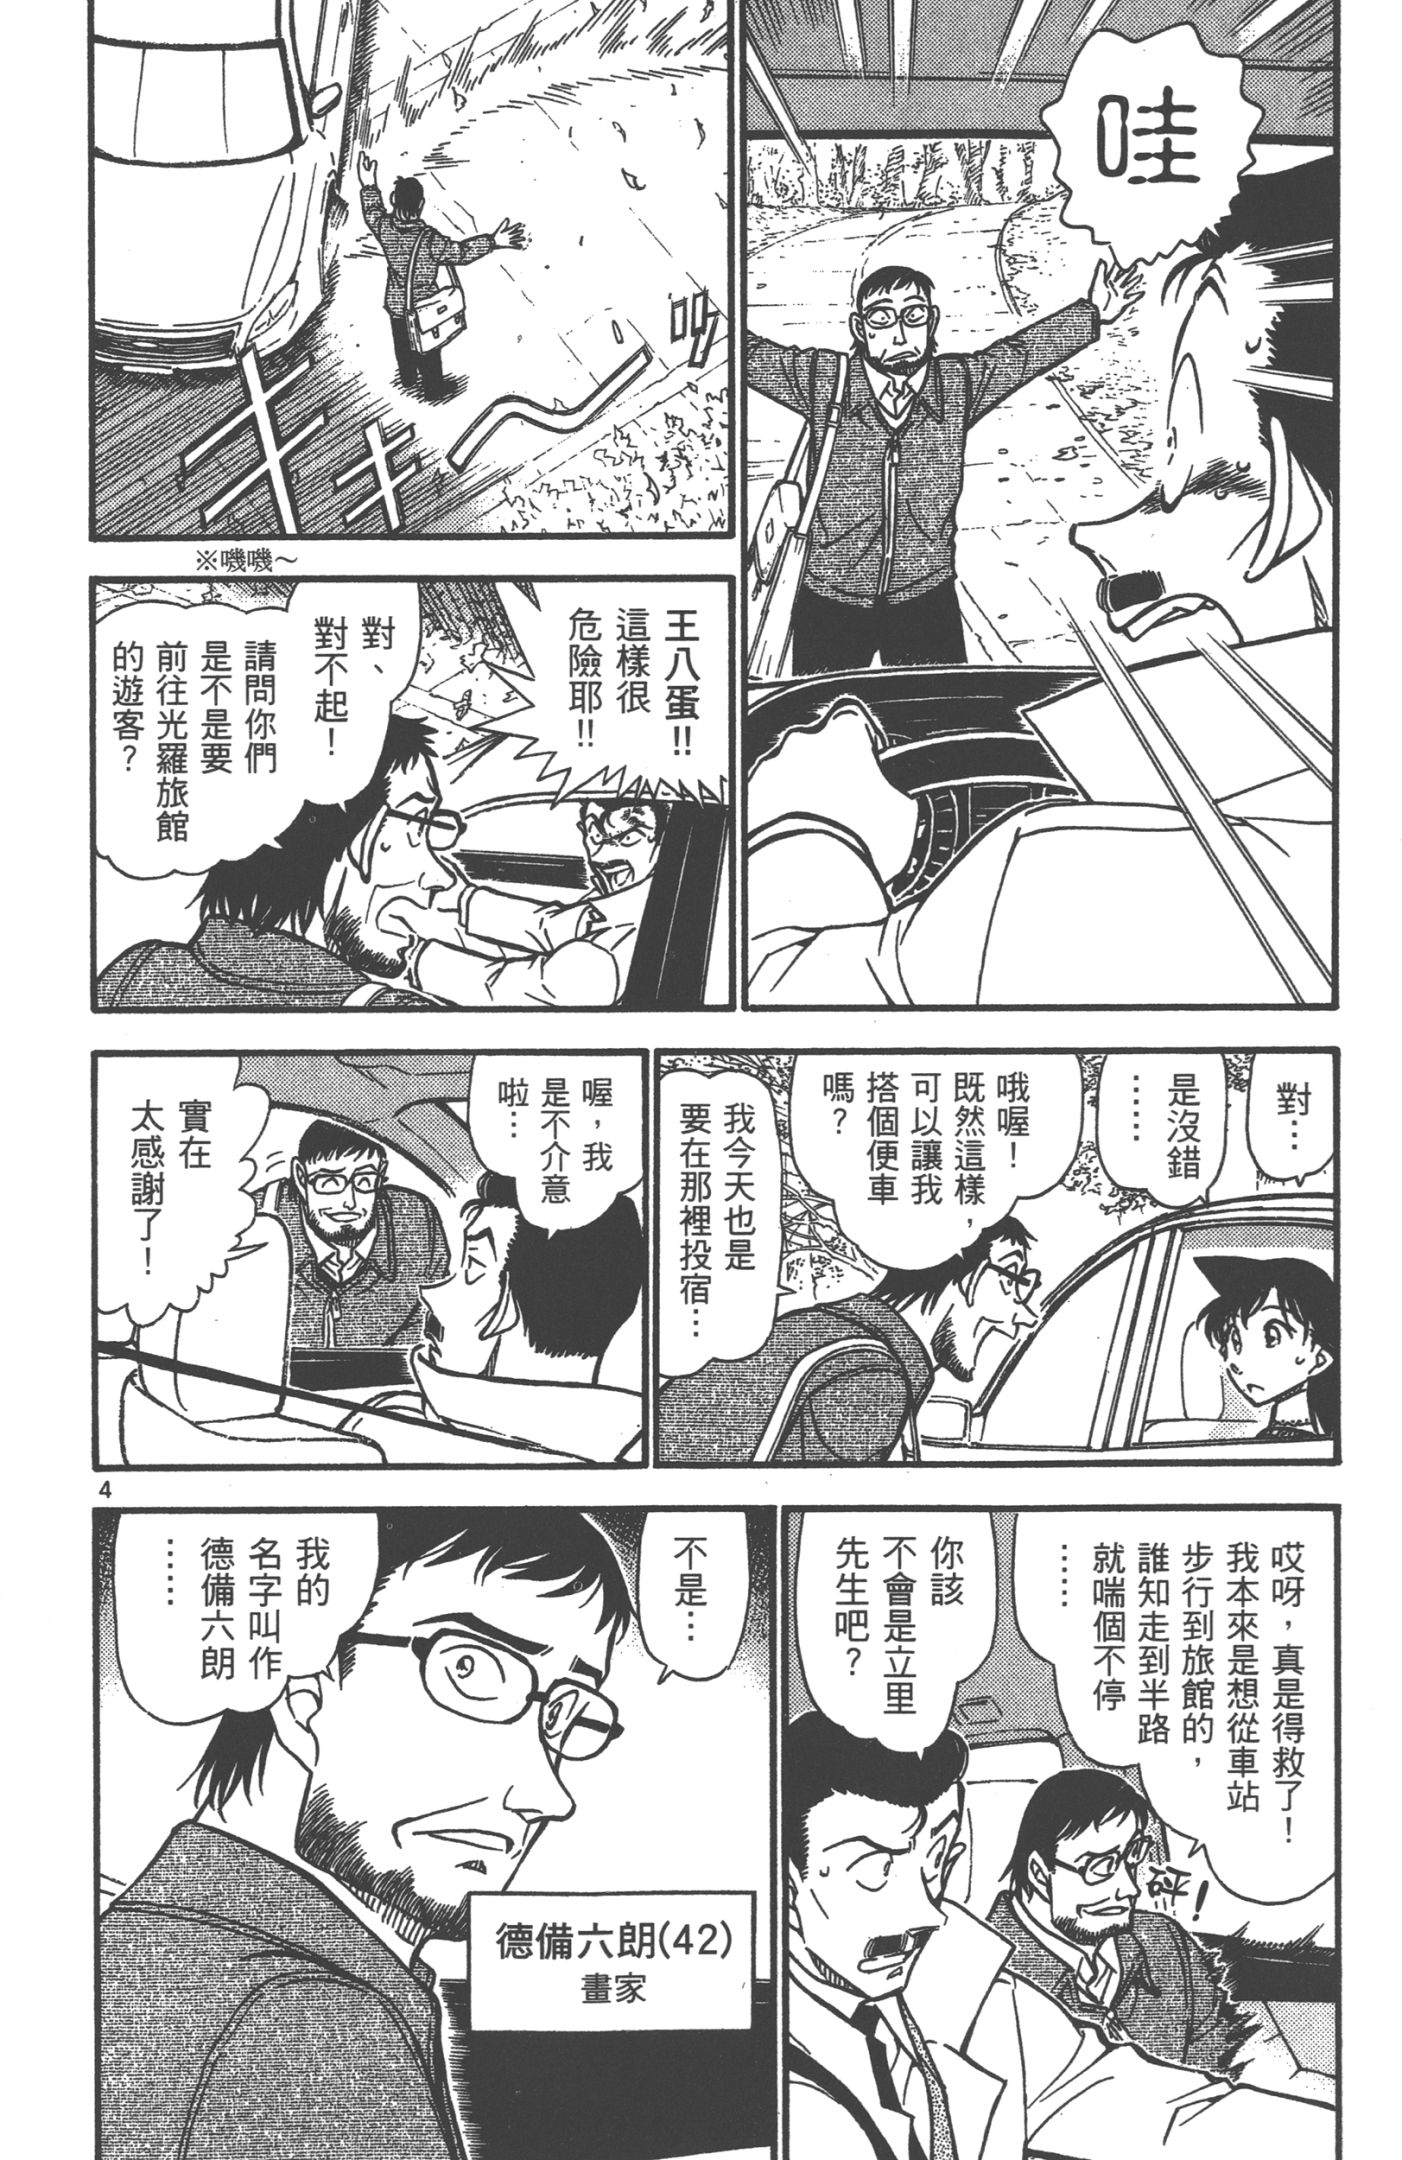 哇
キキ
※嘰嘰～
王八蛋!!
這樣很
危險耶!!
對、
對不起！
請問你們
是不是要
前往光羅旅館
的遊客？
對…
是沒錯
……
哦喔！
既然這樣，
可以讓我
搭個便車
嗎？
我今天也是
要在那裡投宿…
喔，我
是不介意
啦…
實在
太感謝了！
4
哎呀，真是得救了！
我本來是想從車站
步行到旅館的，
誰知走到半路
就喘個不停
……
呼！
你該
不會是立里
先生吧？
不是…
我的
名字叫作
德備六朗
……
德備六朗(42)
畫家